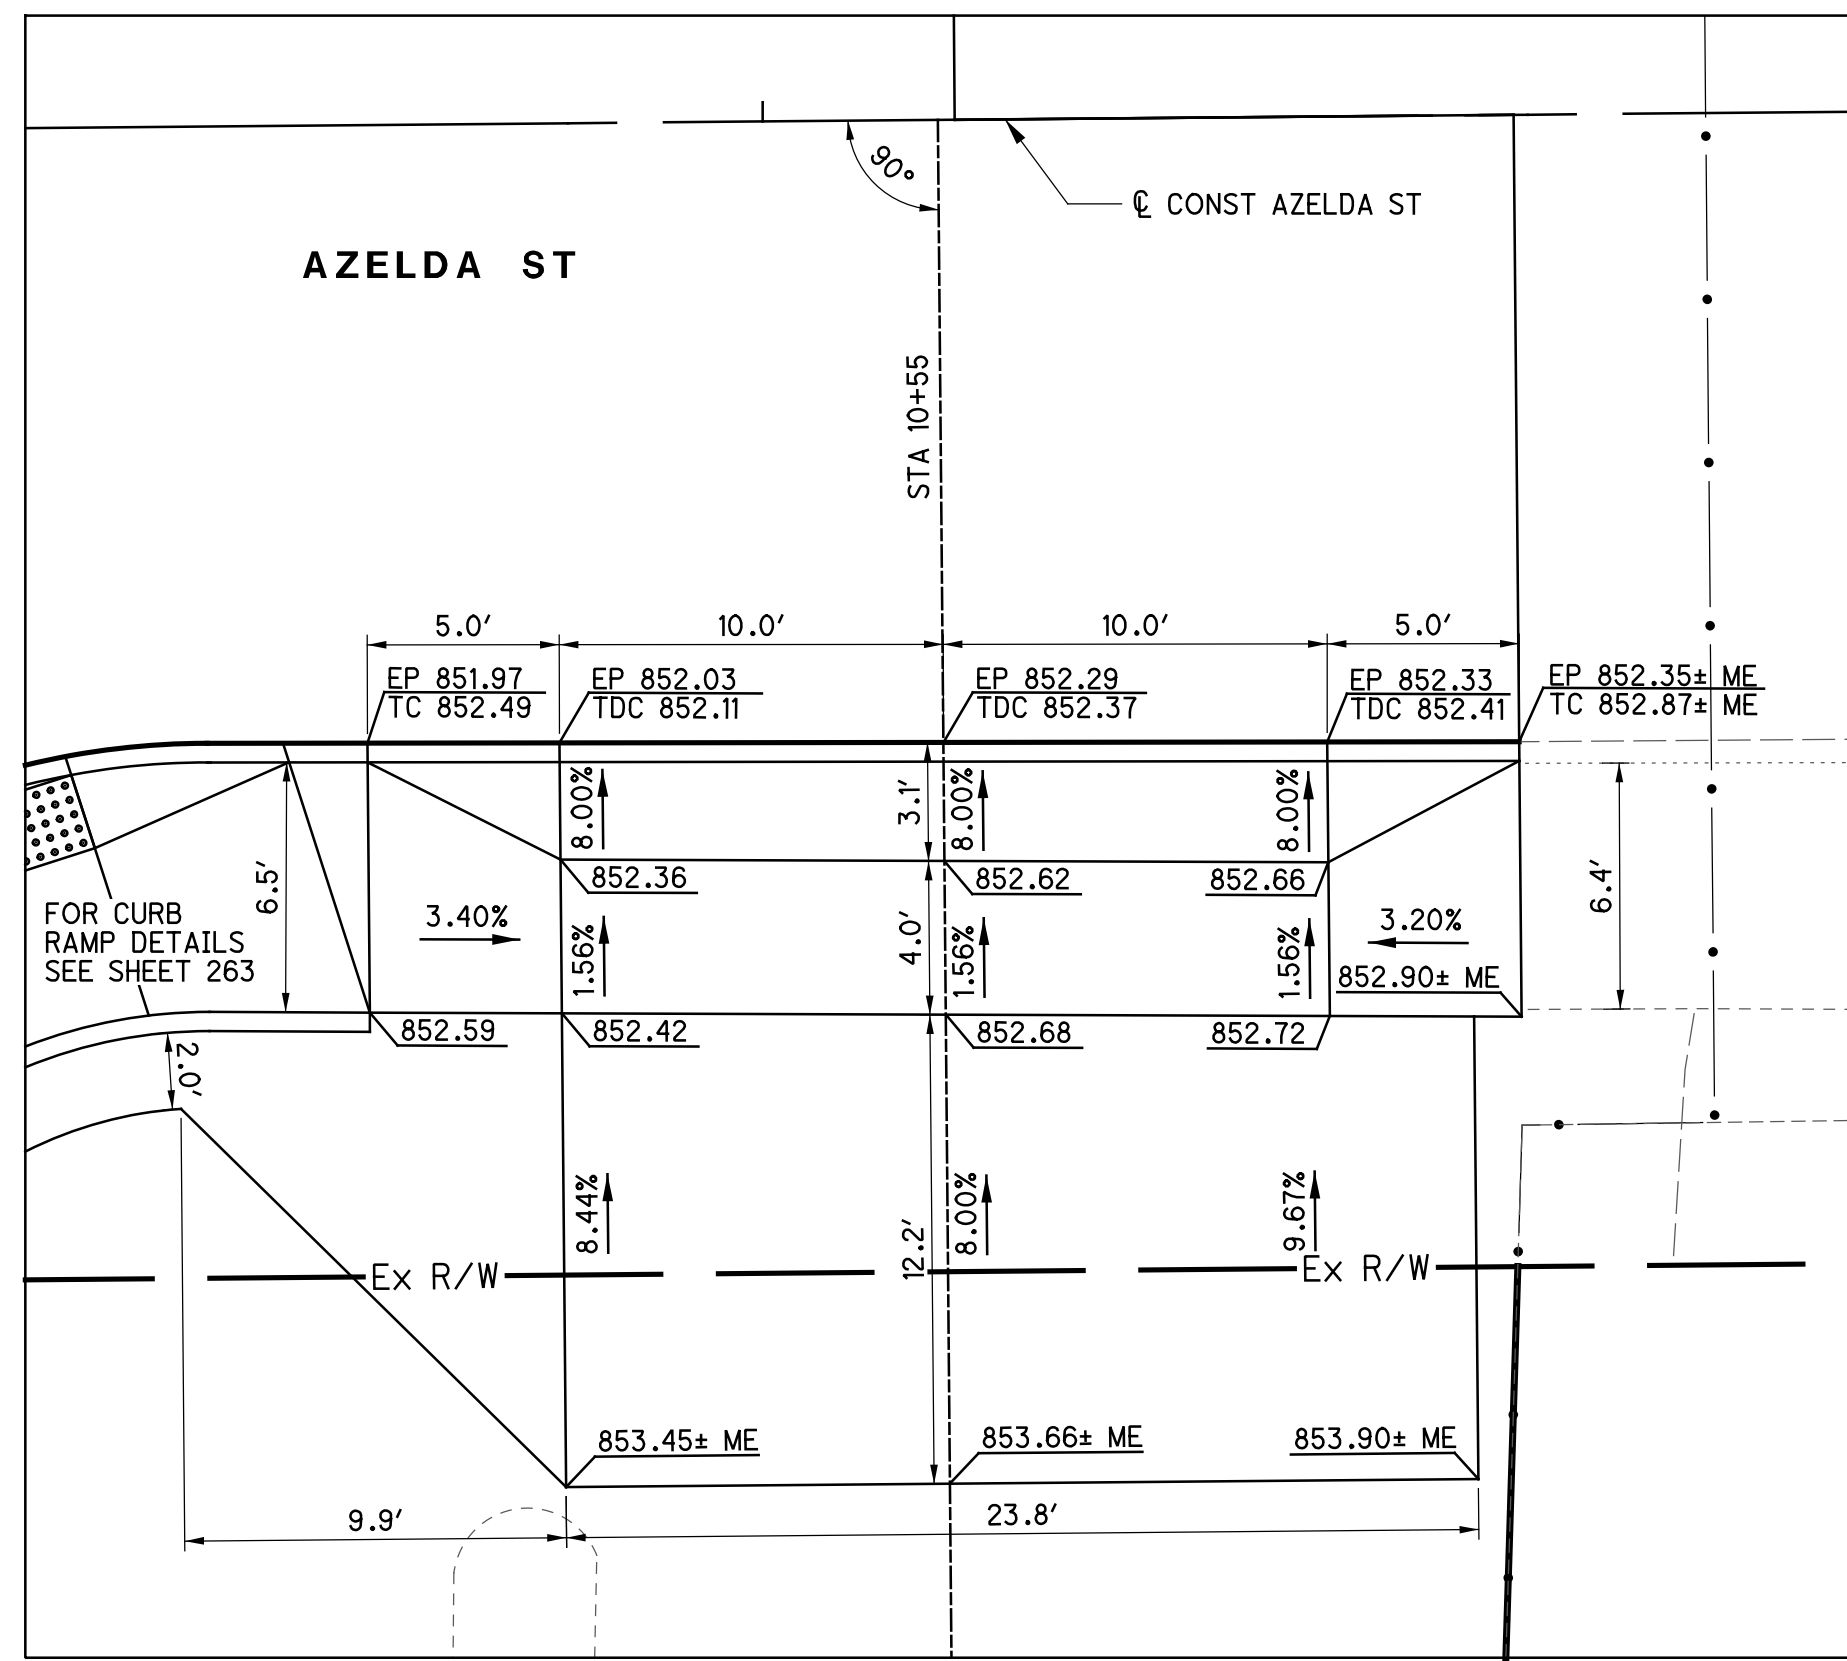 90°
℄ CONST AZELDA ST
AZELDA ST
STA 10+55
5.0'
10.0'
10.0'
5.0'
EP 851.97
TC 852.49
EP 852.03
TDC 852.11
EP 852.29
TDC 852.37
EP 852.33
TDC 852.41
EP 852.35± ME
TC 852.87± ME
8.00%
3.1'
8.00%
8.00%
6.5'
852.36
852.62
852.66
6.4'
FOR CURB
RAMP DETAILS
SEE SHEET 263
3.40%
1.56%
4.0'
1.56%
1.56%
3.20%
852.90± ME
852.59
852.42
852.68
852.72
2.0'
8.44%
12.2'
8.00%
9.67%
Ex R/W
Ex R/W
853.45± ME
853.66± ME
853.90± ME
9.9'
23.8'